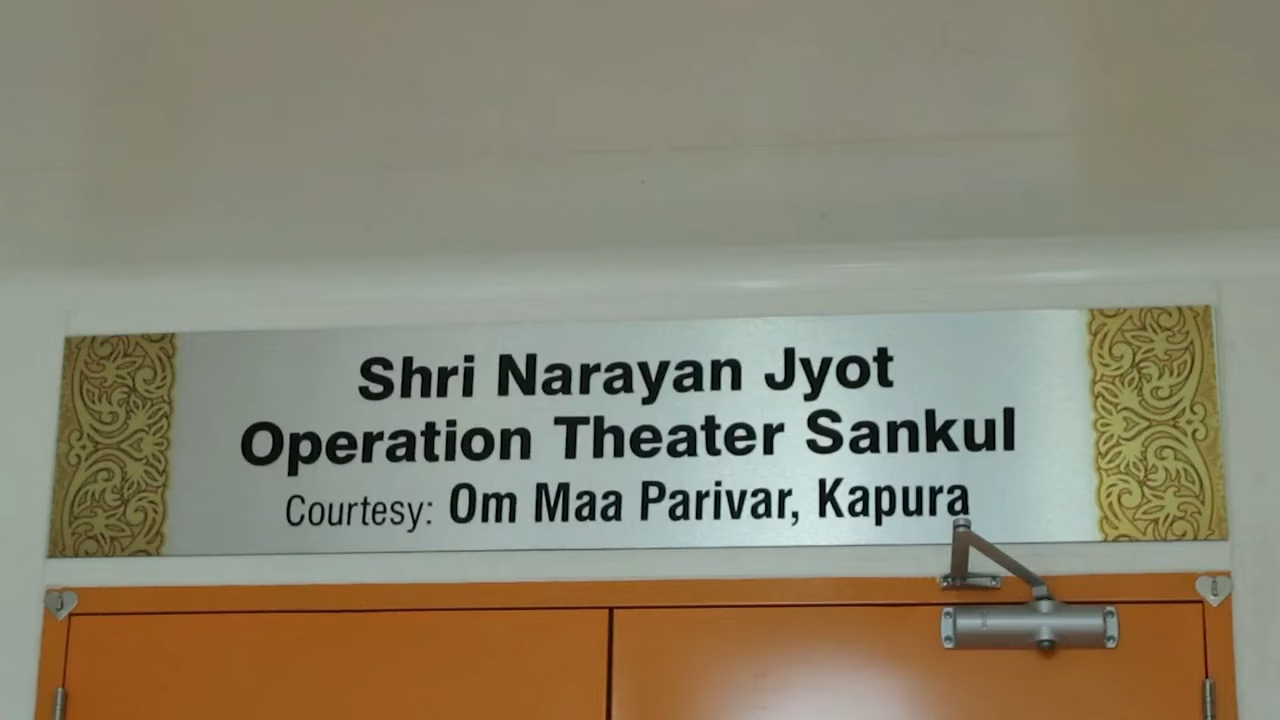 Shri Narayan Jyot
Operation Theater Sankul
Courtesy: Om Maa Parivar, Kapura